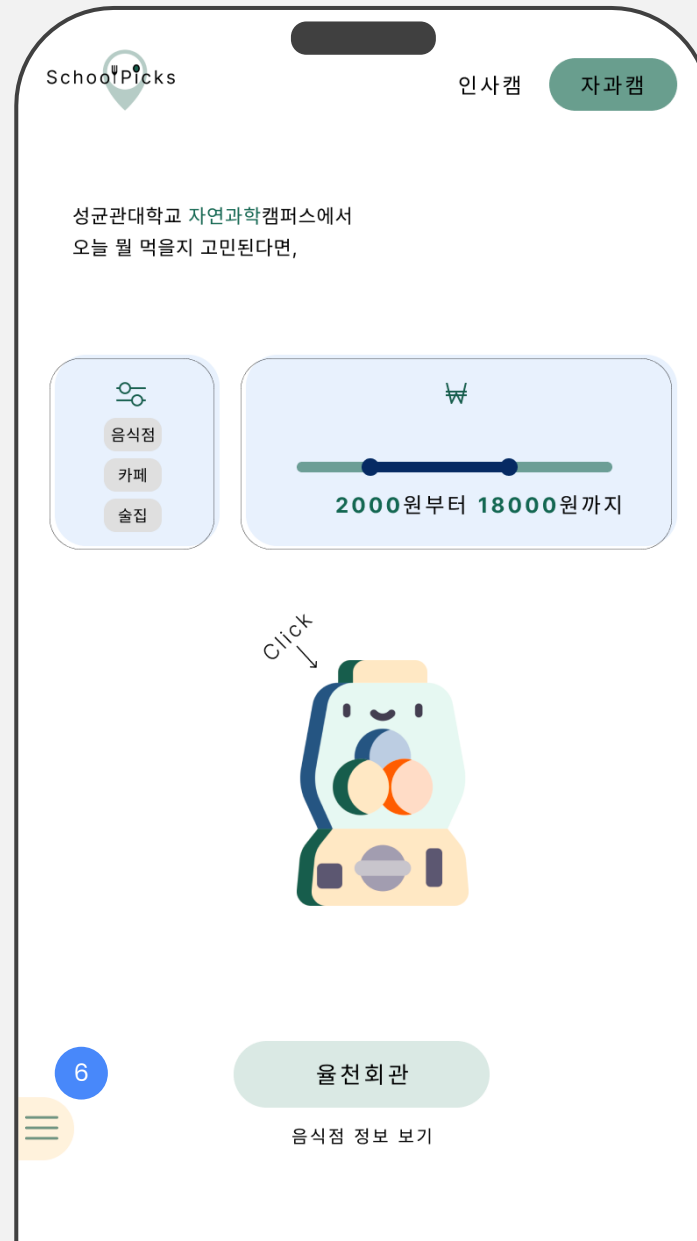 SchoolPicks
인사캠 자과캠
성균관대학교 자연과학캠퍼스에서
오늘 뭘 먹을지 고민된다면,
음식점
카페
술집
₩
2000원부터 18000원까지
Click
6
율천회관
음식점 정보 보기